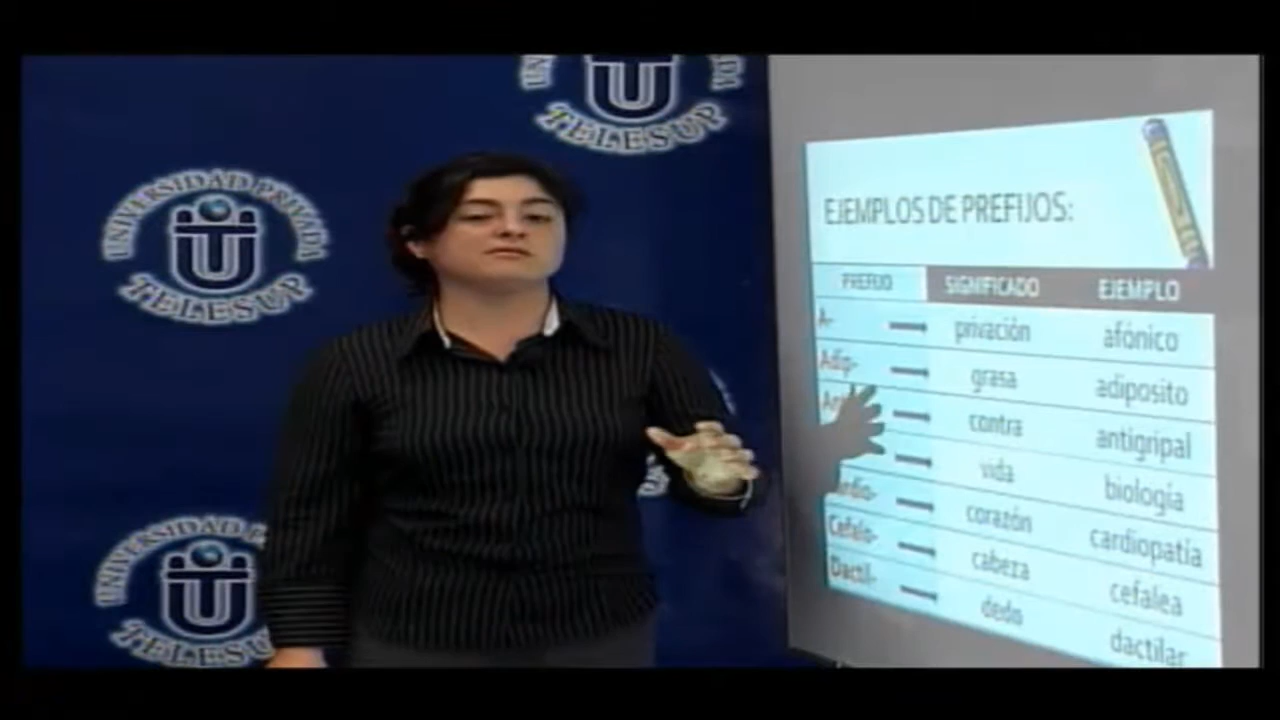 UNIVERSIDAD PRIVADA
TELESUP
TELESUP
UNIVERSIDAD PRIVADA
TELESUP
EJEMPLOS DE PREFIJOS:
PREFIJO SIGNIFICADO EJEMPLO
A- privación afónico
Adip- grasa adiposito
contra antigripal
vida biología
corazón cardiopatía
Cefalo- cabeza cefalea
Dactil- dedo dactilar